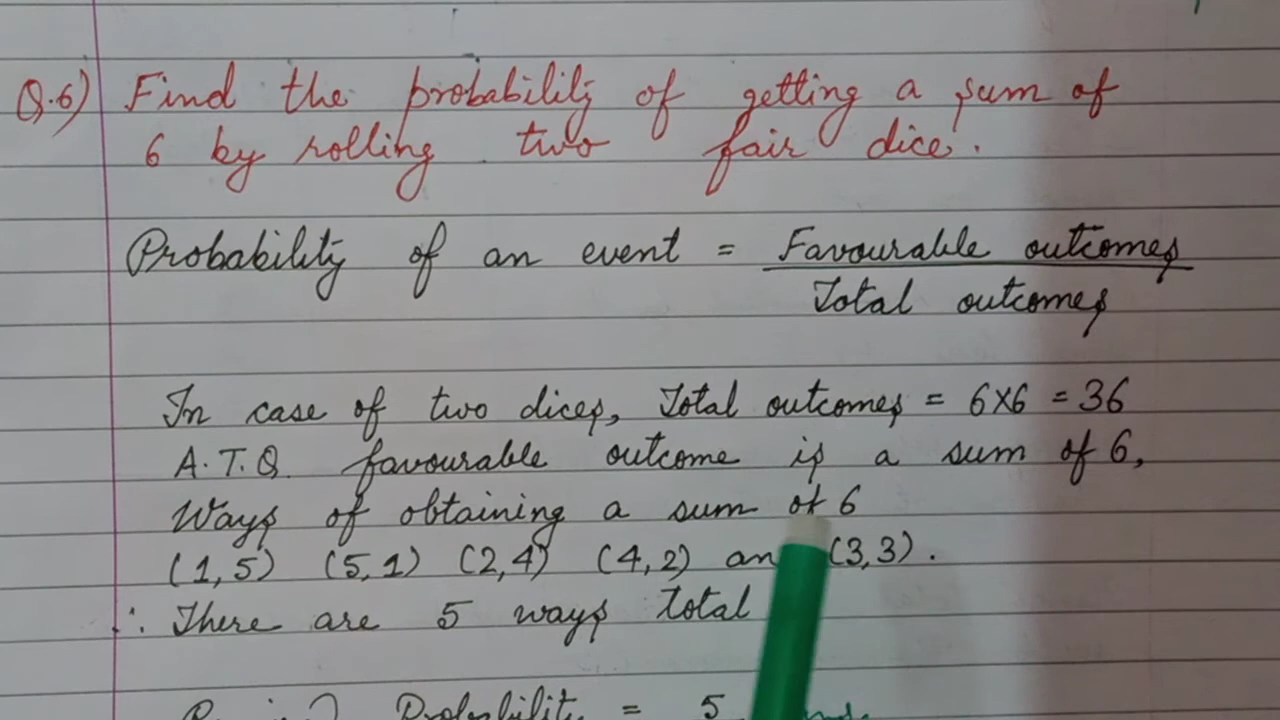 Q.6) Find the probability of getting a sum of
6 by rolling two fair dice.
Probability of an event = Favourable outcomes
Total outcomes
In case of two dices, Total outcomes = 6×6 = 36
A.T.Q. favourable outcome is a sum of 6,
Ways of obtaining a sum of 6
(1,5) (5,1) (2,4) (4,2) an (3,3).
∴ There are 5 ways total
Probability = 5